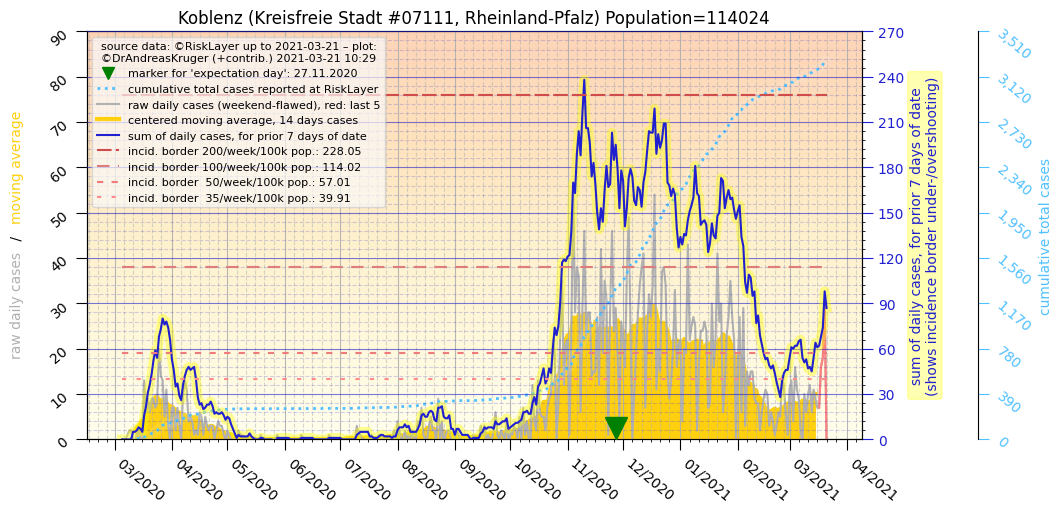 Koblenz (Kreisfreie Stadt #07111, Rheinland-Pfalz) Population=114024
source data: ©RiskLayer up to 2021-03-21 – plot:
©DrAndreasKruger (+contrib.) 2021-03-21 10:29
marker for 'expectation day': 27.11.2020
cumulative total cases reported at RiskLayer
raw daily cases (weekend-flawed), red: last 5
centered moving average, 14 days cases
sum of daily cases, for prior 7 days of date
incid. border 200/week/100k pop.: 228.05
incid. border 100/week/100k pop.: 114.02
incid. border  50/week/100k pop.: 57.01
incid. border  35/week/100k pop.: 39.91
raw daily cases  /  moving average
90
80
70
60
50
40
30
20
10
0
03/2020
04/2020
05/2020
06/2020
07/2020
08/2020
09/2020
10/2020
11/2020
12/2020
01/2021
02/2021
03/2021
04/2021
270
240
210
180
150
120
90
60
30
0
sum of daily cases, for prior 7 days of date
(shows incidence border under-/overshooting)
3,510
3,120
2,730
2,340
1,950
1,560
1,170
780
390
0
cumulative total cases